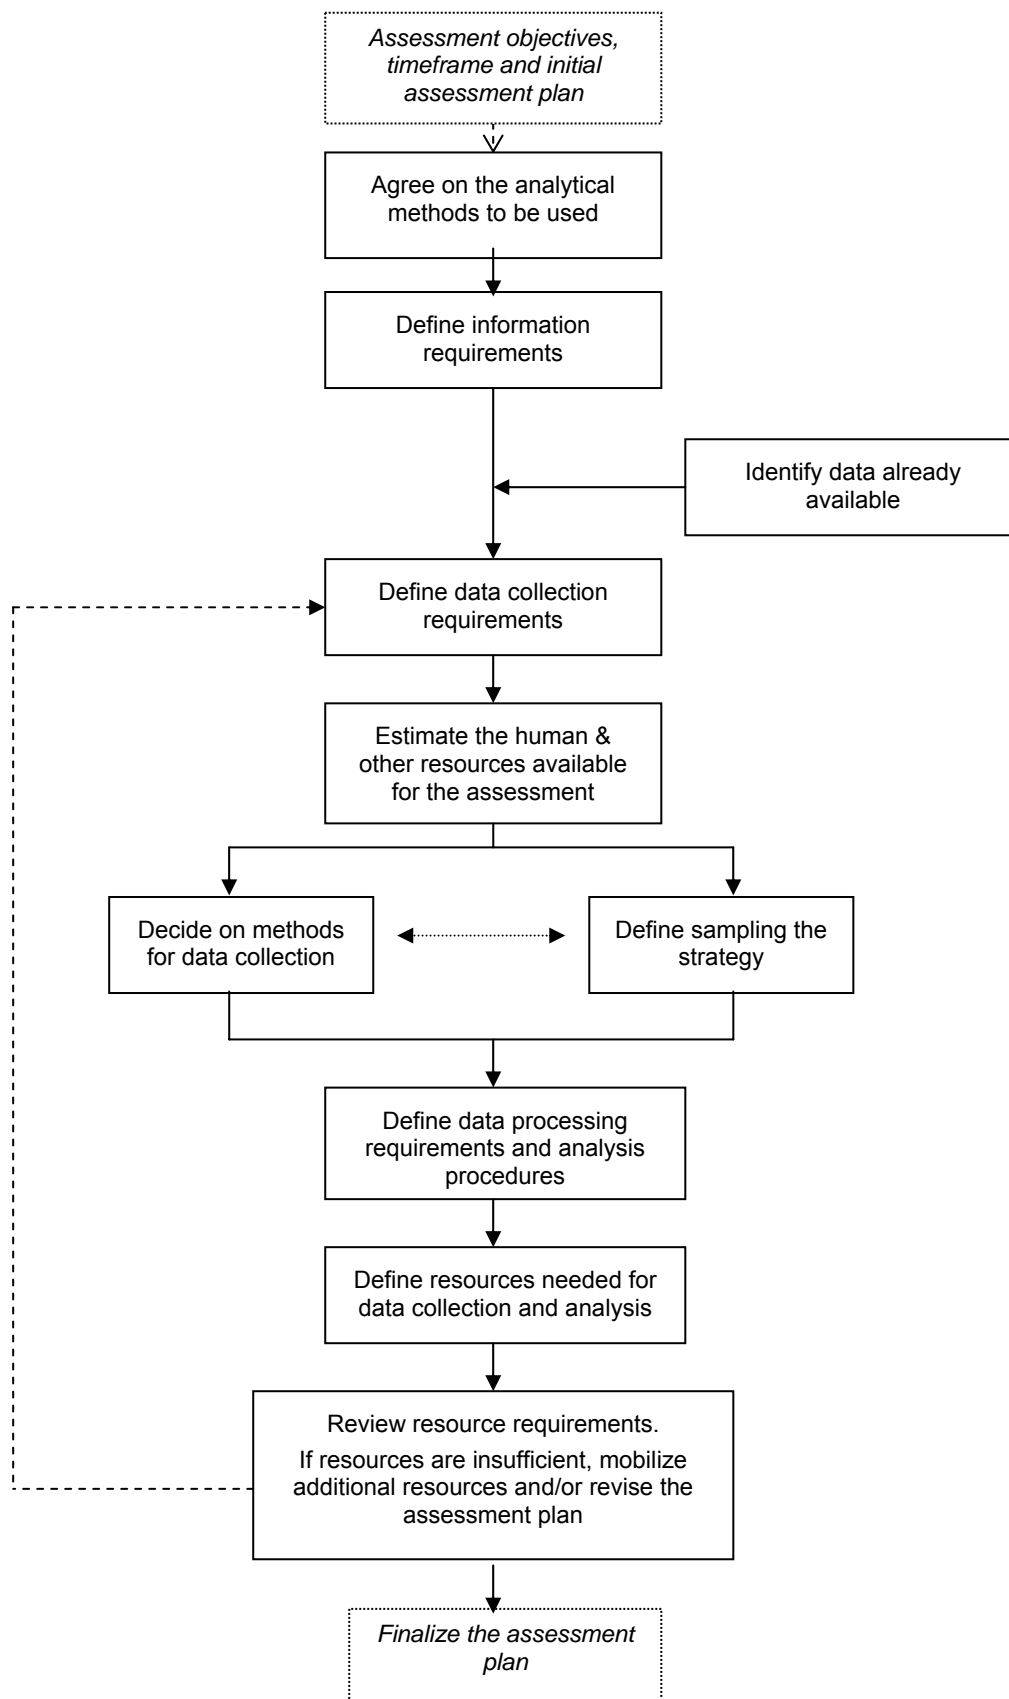 Assessment objectives,
timeframe and initial
assessment plan
Agree on the analytical
methods to be used
Define information
requirements
Identify data already
available
Define data collection
requirements
Estimate the human &
other resources available
for the assessment
Decide on methods
for data collection
Define sampling the
strategy
Define data processing
requirements and analysis
procedures
Define resources needed for
data collection and analysis
Review resource requirements.
If resources are insufficient, mobilize
additional resources and/or revise the
assessment plan
Finalize the assessment
plan